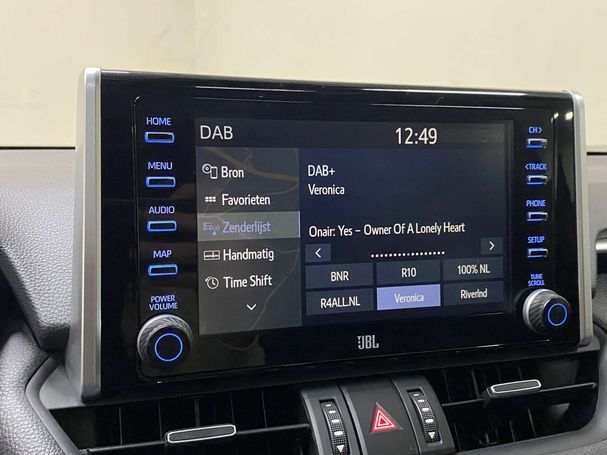 HOME
MENU
AUDIO
MAP
POWER
VOLUME
DAB
12:49
Bron
Favorieten
Zenderlijst
Handmatig
Time Shift
DAB+
Veronica
Onair: Yes – Owner Of A Lonely Heart
BNR
R10
100% NL
R4ALL.NL
Veronica
RiverInd
CH>
<TRACK
PHONE
SETUP
TUNE
SCROLL
JBL